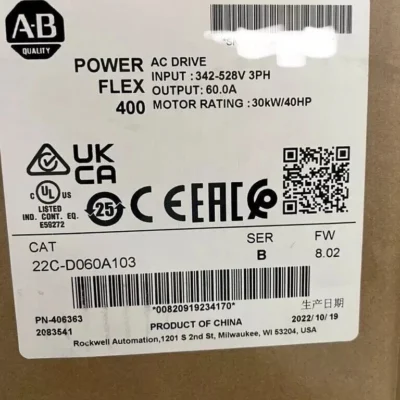 A-B
QUALITY
POWER FLEX 400
AC DRIVE
INPUT : 342-528V 3PH
OUTPUT: 60.0A
MOTOR RATING : 30kW/40HP
UK
CA
c UL US
LISTED
IND. CONT. EQ.
E56272
25
CE
EAC
CAT
22C-D060A103
SER
B
FW
8.02
*00820919234170*
生产日期
PN-406363
2083541
PRODUCT OF CHINA
2022/10/19
Rockwell Automation,1201 S 2nd St, Milwaukee, WI 53204, USA